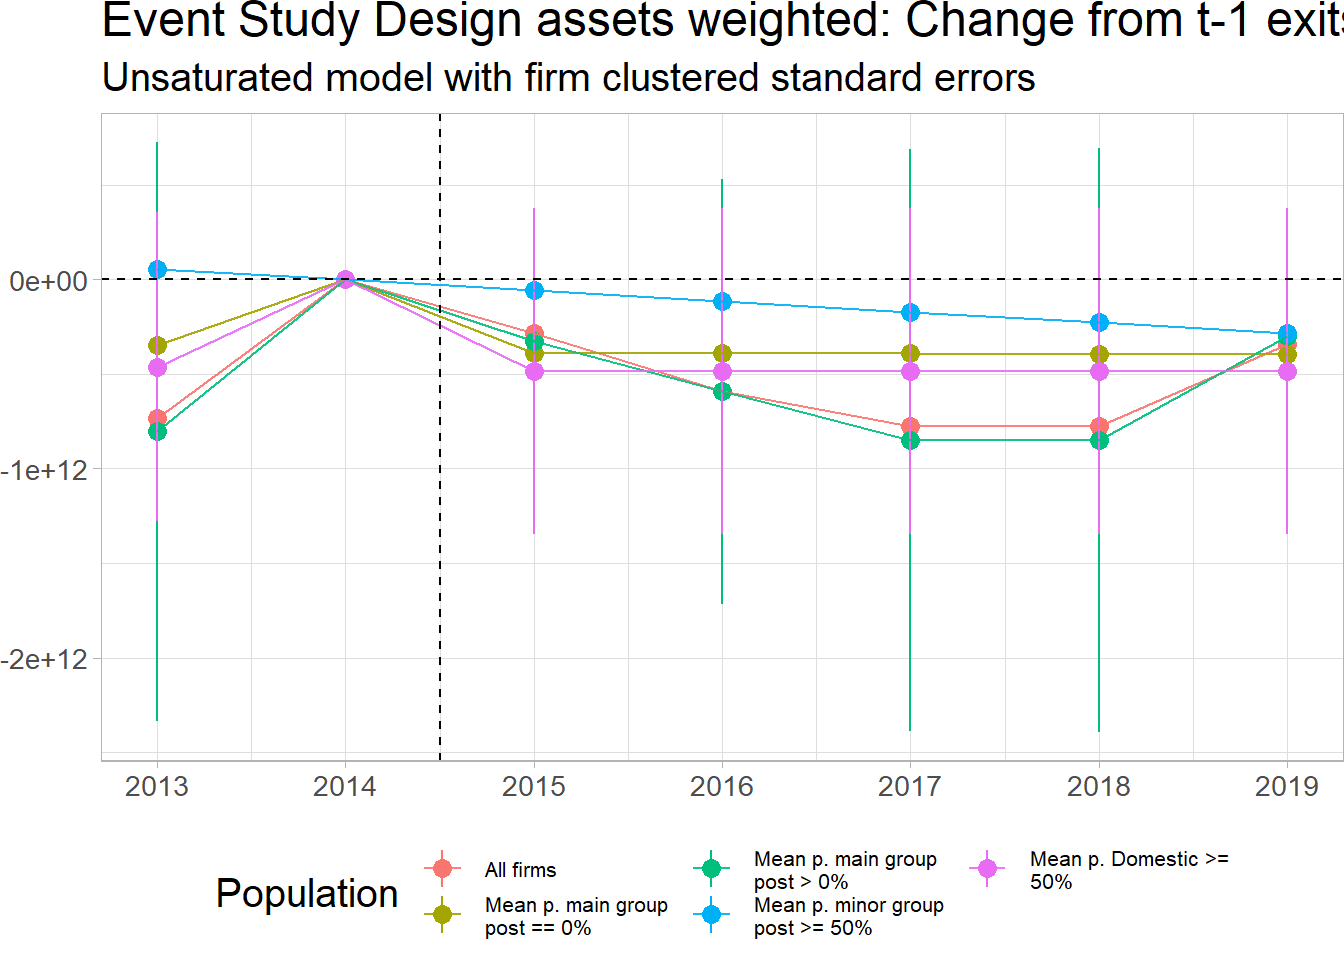 Event Study Design assets weighted: Change from t-1 exits
Unsaturated model with firm clustered standard errors
0e+00
-1e+12
-2e+12
2013 2014 2015 2016 2017 2018 2019
Population
All firms
Mean p. main group
post == 0%
Mean p. main group
post > 0%
Mean p. minor group
post >= 50%
Mean p. Domestic >=
50%